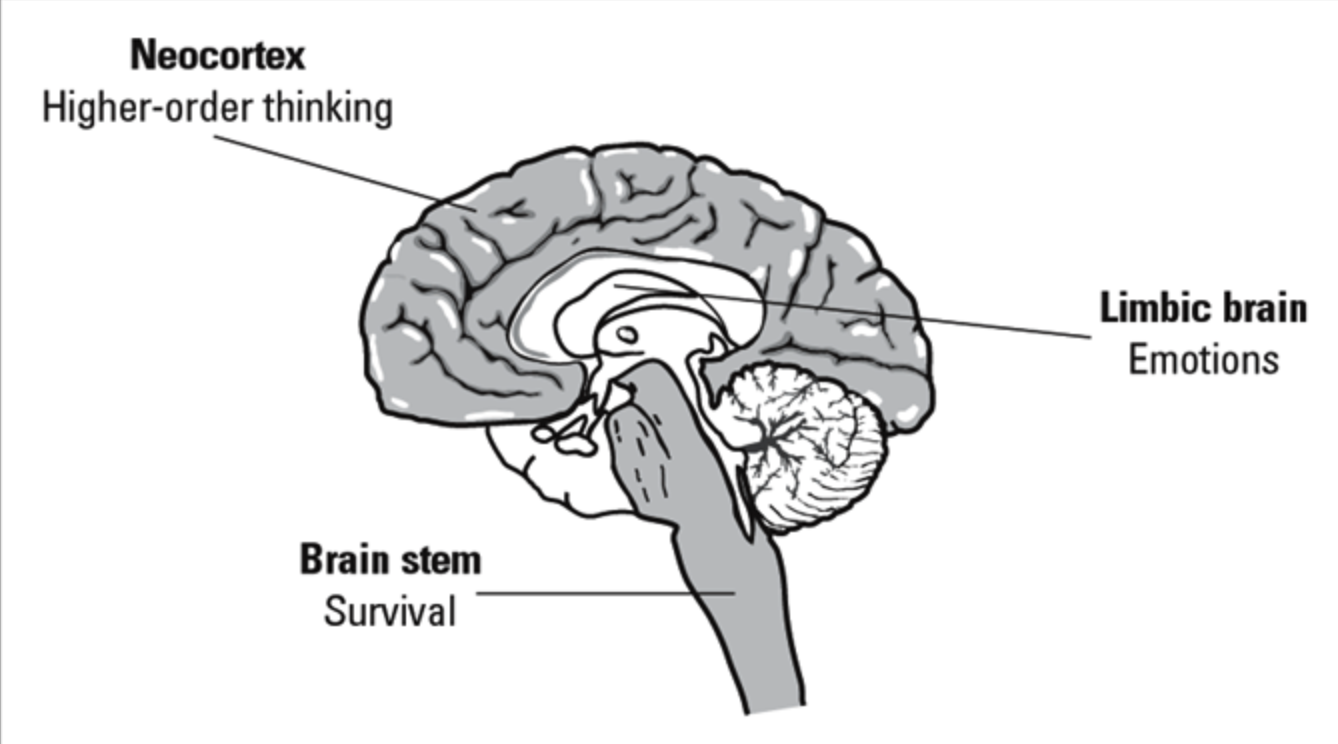 Neocortex
Higher-order thinking
Limbic brain
Emotions
Brain stem
Survival